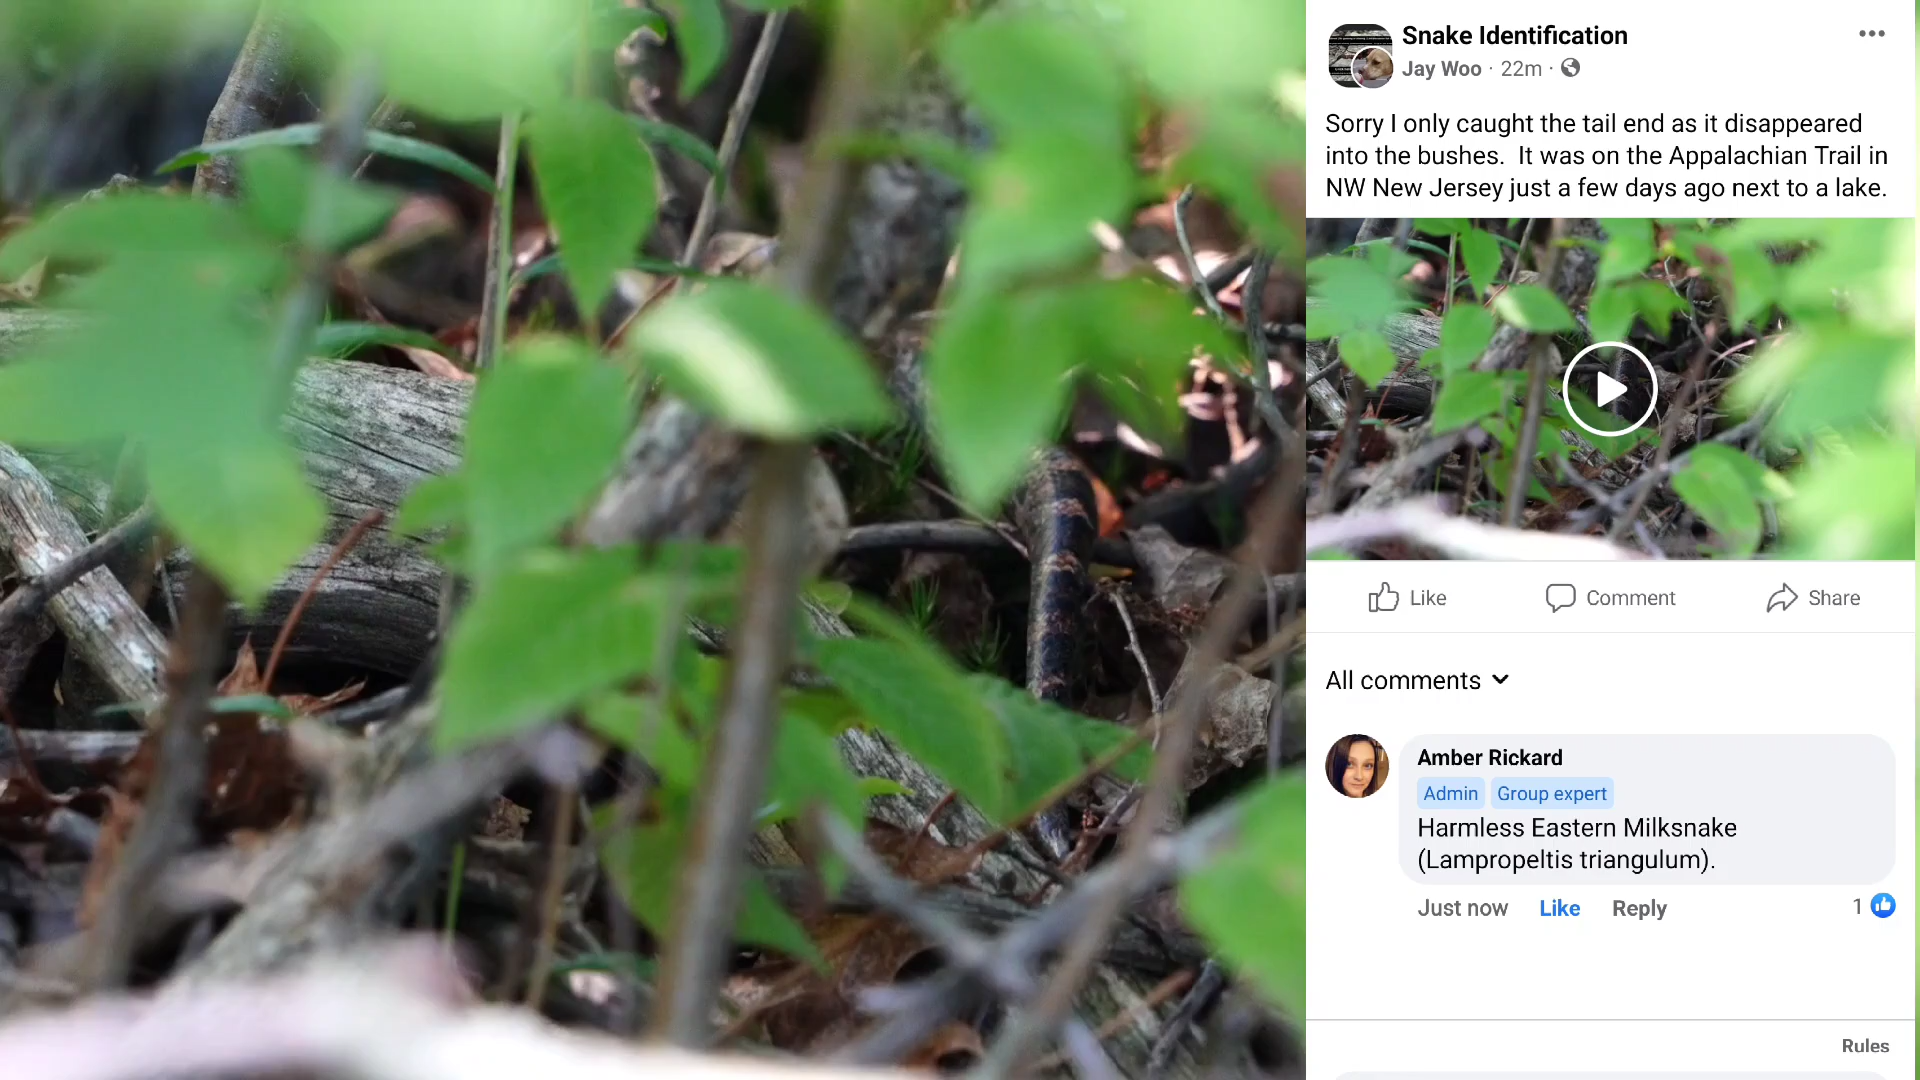 Snake Identification
Jay Woo · 22m ·
Sorry I only caught the tail end as it disappeared
into the bushes. It was on the Appalachian Trail in
NW New Jersey just a few days ago next to a lake.
Like Comment Share
All comments
Amber Rickard
Admin Group expert
Harmless Eastern Milksnake
(Lampropeltis triangulum).
Just now Like Reply 1
Rules